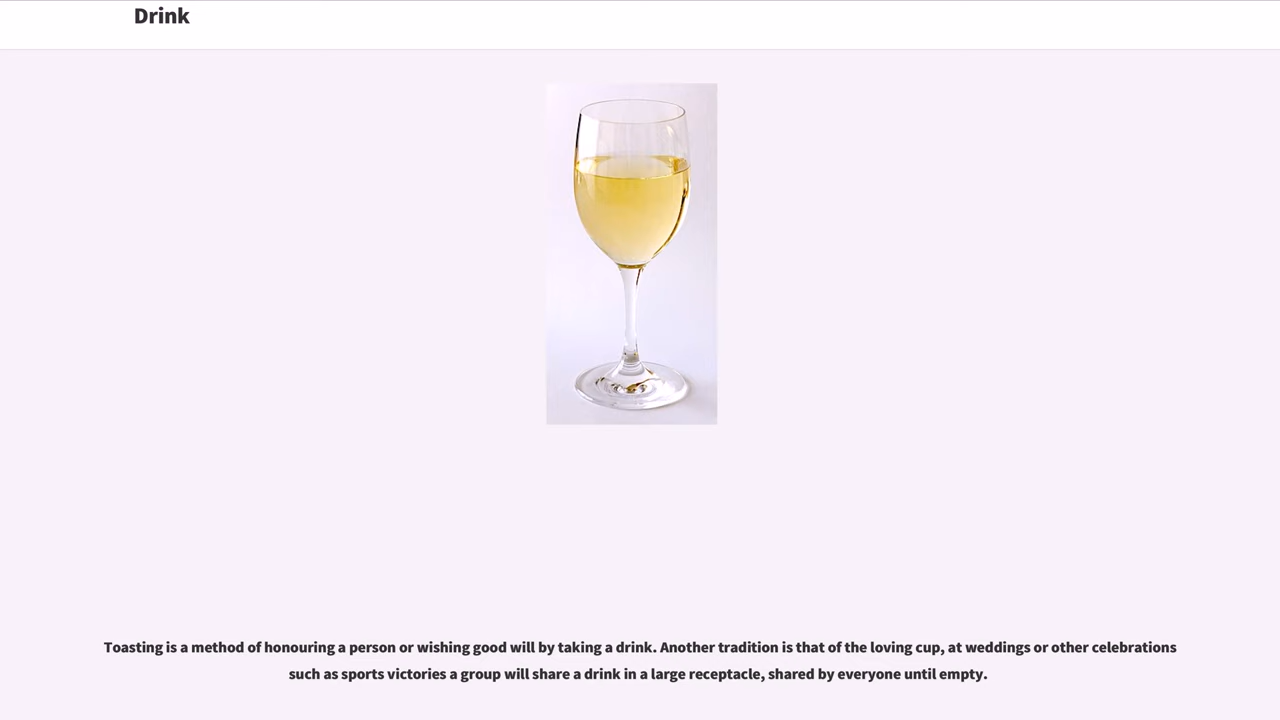 Drink
Toasting is a method of honouring a person or wishing good will by taking a drink. Another tradition is that of the loving cup, at weddings or other celebrations
such as sports victories a group will share a drink in a large receptacle, shared by everyone until empty.